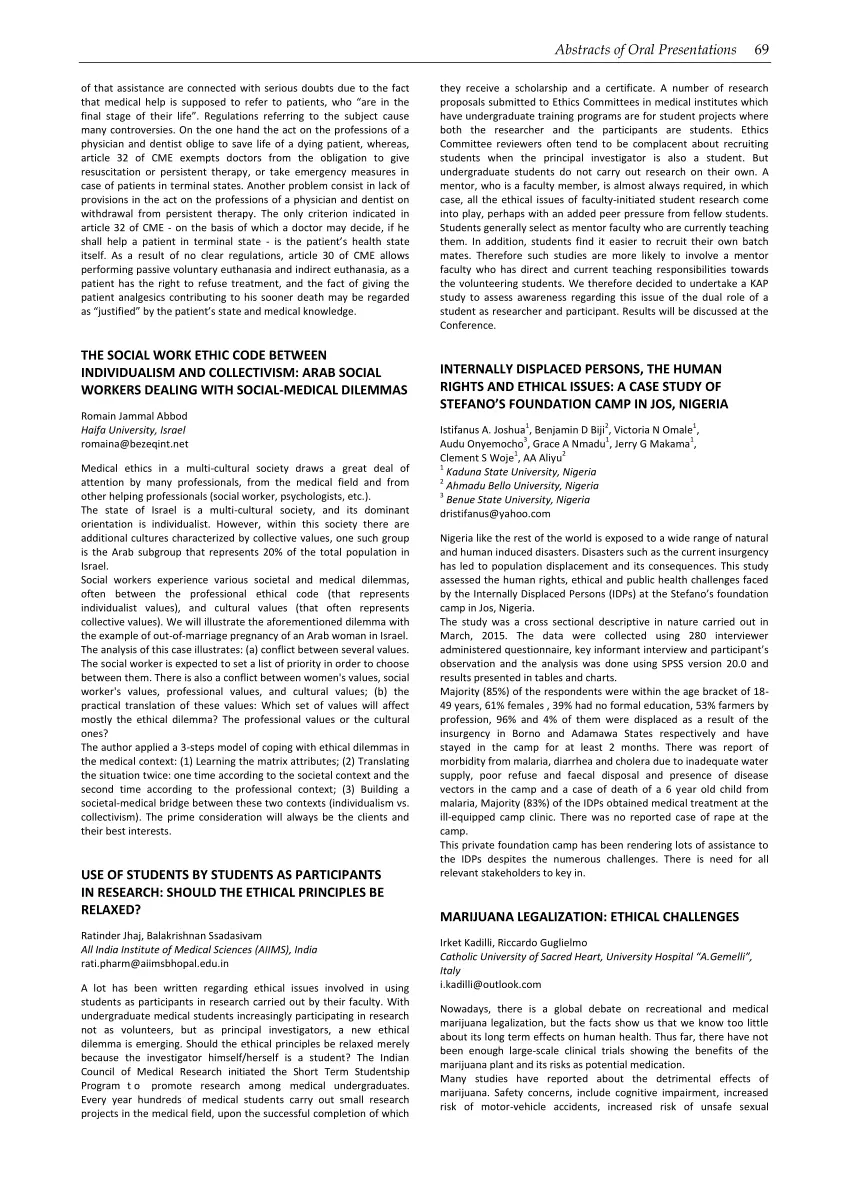 Abstracts of Oral Presentations 69
of that assistance are connected with serious doubts due to the fact
that medical help is supposed to refer to patients, who “are in the
final stage of their life”. Regulations referring to the subject cause
many controversies. On the one hand the act on the professions of a
physician and dentist oblige to save life of a dying patient, whereas,
article 32 of CME exempts doctors from the obligation to give
resuscitation or persistent therapy, or take emergency measures in
case of patients in terminal states. Another problem consist in lack of
provisions in the act on the professions of a physician and dentist on
withdrawal from persistent therapy. The only criterion indicated in
article 32 of CME - on the basis of which a doctor may decide, if he
shall help a patient in terminal state - is the patient’s health state
itself. As a result of no clear regulations, article 30 of CME allows
performing passive voluntary euthanasia and indirect euthanasia, as a
patient has the right to refuse treatment, and the fact of giving the
patient analgesics contributing to his sooner death may be regarded
as “justified” by the patient’s state and medical knowledge.
THE SOCIAL WORK ETHIC CODE BETWEEN
INDIVIDUALISM AND COLLECTIVISM: ARAB SOCIAL
WORKERS DEALING WITH SOCIAL-MEDICAL DILEMMAS
Romain Jammal Abbod
Haifa University, Israel
romaina@bezeqint.net
Medical ethics in a multi-cultural society draws a great deal of
attention by many professionals, from the medical field and from
other helping professionals (social worker, psychologists, etc.).
The state of Israel is a multi-cultural society, and its dominant
orientation is individualist. However, within this society there are
additional cultures characterized by collective values, one such group
is the Arab subgroup that represents 20% of the total population in
Israel.
Social workers experience various societal and medical dilemmas,
often between the professional ethical code (that represents
individualist values), and cultural values (that often represents
collective values). We will illustrate the aforementioned dilemma with
the example of out-of-marriage pregnancy of an Arab woman in Israel.
The analysis of this case illustrates: (a) conflict between several values.
The social worker is expected to set a list of priority in order to choose
between them. There is also a conflict between women's values, social
worker's values, professional values, and cultural values; (b) the
practical translation of these values: Which set of values will affect
mostly the ethical dilemma? The professional values or the cultural
ones?
The author applied a 3-steps model of coping with ethical dilemmas in
the medical context: (1) Learning the matrix attributes; (2) Translating
the situation twice: one time according to the societal context and the
second time according to the professional context; (3) Building a
societal-medical bridge between these two contexts (individualism vs.
collectivism). The prime consideration will always be the clients and
their best interests.
USE OF STUDENTS BY STUDENTS AS PARTICIPANTS
IN RESEARCH: SHOULD THE ETHICAL PRINCIPLES BE
RELAXED?
Ratinder Jhaj, Balakrishnan Ssadasivam
All India Institute of Medical Sciences (AIIMS), India
rati.pharm@aiimsbhopal.edu.in
A lot has been written regarding ethical issues involved in using
students as participants in research carried out by their faculty. With
undergraduate medical students increasingly participating in research
not as volunteers, but as principal investigators, a new ethical
dilemma is emerging. Should the ethical principles be relaxed merely
because the investigator himself/herself is a student? The Indian
Council of Medical Research initiated the Short Term Studentship
Program t o promote research among medical undergraduates.
Every year hundreds of medical students carry out small research
projects in the medical field, upon the successful completion of which
they receive a scholarship and a certificate. A number of research
proposals submitted to Ethics Committees in medical institutes which
have undergraduate training programs are for student projects where
both the researcher and the participants are students. Ethics
Committee reviewers often tend to be complacent about recruiting
students when the principal investigator is also a student. But
undergraduate students do not carry out research on their own. A
mentor, who is a faculty member, is almost always required, in which
case, all the ethical issues of faculty-initiated student research come
into play, perhaps with an added peer pressure from fellow students.
Students generally select as mentor faculty who are currently teaching
them. In addition, students find it easier to recruit their own batch
mates. Therefore such studies are more likely to involve a mentor
faculty who has direct and current teaching responsibilities towards
the volunteering students. We therefore decided to undertake a KAP
study to assess awareness regarding this issue of the dual role of a
student as researcher and participant. Results will be discussed at the
Conference.
INTERNALLY DISPLACED PERSONS, THE HUMAN
RIGHTS AND ETHICAL ISSUES: A CASE STUDY OF
STEFANO’S FOUNDATION CAMP IN JOS, NIGERIA
Istifanus A. Joshua1, Benjamin D Biji2, Victoria N Omale1,
Audu Onyemocho3, Grace A Nmadu1, Jerry G Makama1,
Clement S Woje1, AA Aliyu2
1 Kaduna State University, Nigeria
2 Ahmadu Bello University, Nigeria
3 Benue State University, Nigeria
dristifanus@yahoo.com
Nigeria like the rest of the world is exposed to a wide range of natural
and human induced disasters. Disasters such as the current insurgency
has led to population displacement and its consequences. This study
assessed the human rights, ethical and public health challenges faced
by the Internally Displaced Persons (IDPs) at the Stefano’s foundation
camp in Jos, Nigeria.
The study was a cross sectional descriptive in nature carried out in
March, 2015. The data were collected using 280 interviewer
administered questionnaire, key informant interview and participant’s
observation and the analysis was done using SPSS version 20.0 and
results presented in tables and charts.
Majority (85%) of the respondents were within the age bracket of 18-
49 years, 61% females , 39% had no formal education, 53% farmers by
profession, 96% and 4% of them were displaced as a result of the
insurgency in Borno and Adamawa States respectively and have
stayed in the camp for at least 2 months. There was report of
morbidity from malaria, diarrhea and cholera due to inadequate water
supply, poor refuse and faecal disposal and presence of disease
vectors in the camp and a case of death of a 6 year old child from
malaria, Majority (83%) of the IDPs obtained medical treatment at the
ill-equipped camp clinic. There was no reported case of rape at the
camp.
This private foundation camp has been rendering lots of assistance to
the IDPs despites the numerous challenges. There is need for all
relevant stakeholders to key in.
MARIJUANA LEGALIZATION: ETHICAL CHALLENGES
Irket Kadilli, Riccardo Guglielmo
Catholic University of Sacred Heart, University Hospital “A.Gemelli”,
Italy
i.kadilli@outlook.com
Nowadays, there is a global debate on recreational and medical
marijuana legalization, but the facts show us that we know too little
about its long term effects on human health. Thus far, there have not
been enough large-scale clinical trials showing the benefits of the
marijuana plant and its risks as potential medication.
Many studies have reported about the detrimental effects of
marijuana. Safety concerns, include cognitive impairment, increased
risk of motor-vehicle accidents, increased risk of unsafe sexual